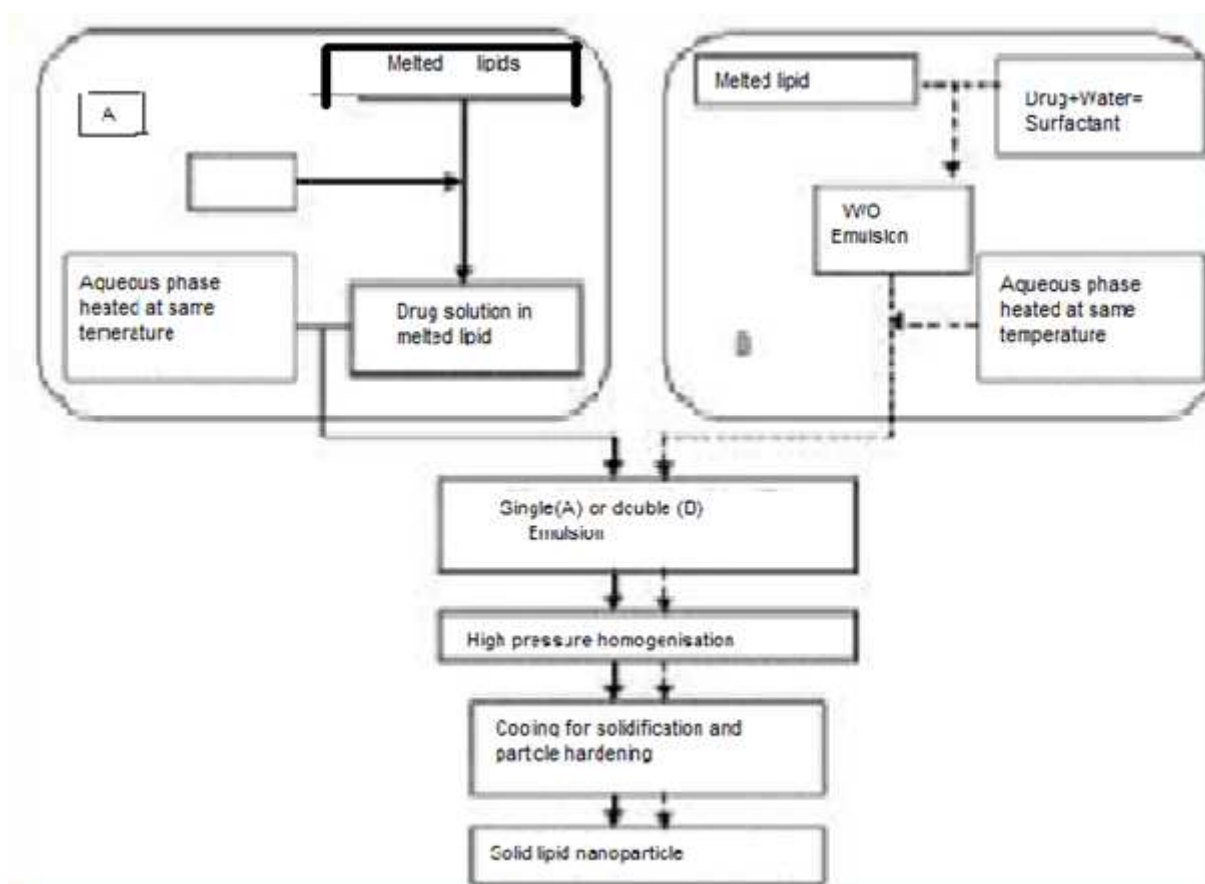 Melted lipids
A
Aqueous phase
heated at same
temerature
Drug solution in
melted lipid
Melted lipid
Drug+Water=
Surfactant
W/O
Emulsion
Aqueous phase
heated at same
temperature
Single(A) or double (D)
Emulsion
High pressure homogenisation
Cooing for solidification and
particle hardening
Solid lipid nanoparticle